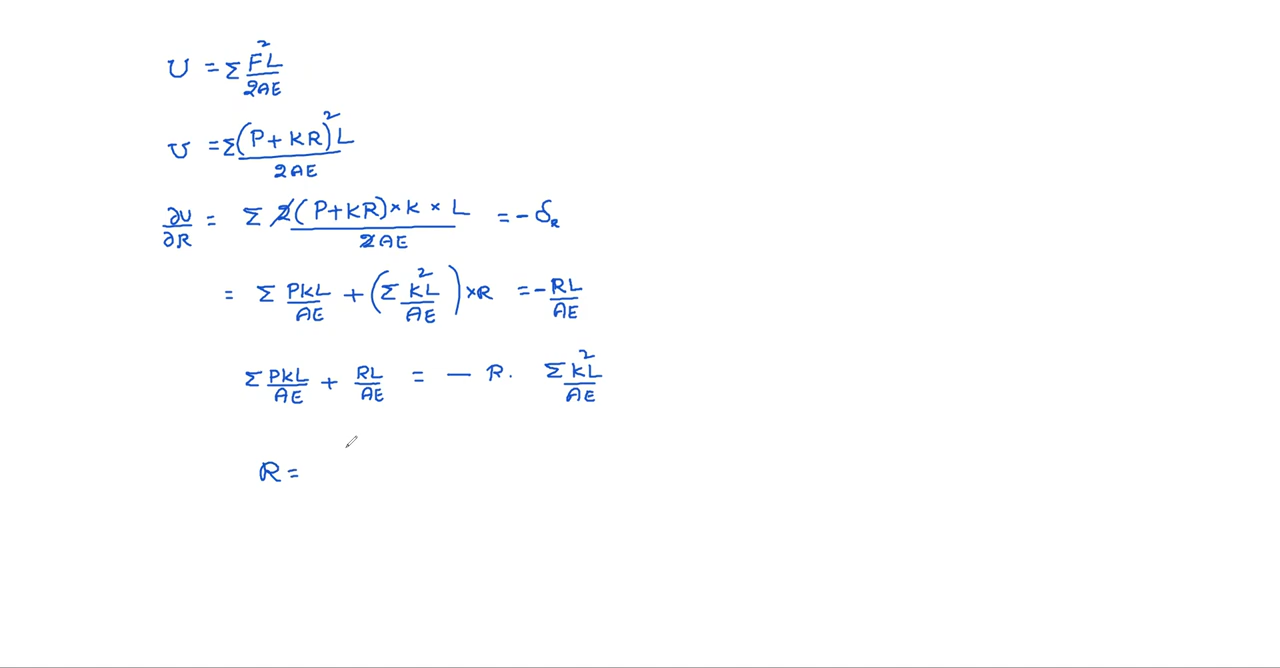 U = Σ F²L / 2AE
U = Σ (P + KR)² L / 2AE
∂U/∂R = Σ 2(P+KR) × K × L / 2AE = - δ_R
= Σ PKL/AE + (Σ K²L/AE) × R = - RL/AE
Σ PKL/AE + RL/AE = — R. Σ K²L/AE
R =